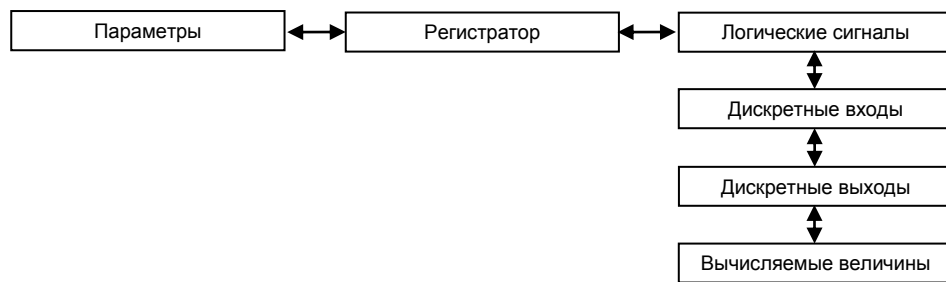 Параметры
Регистратор
Логические сигналы
Дискретные входы
Дискретные выходы
Вычисляемые величины